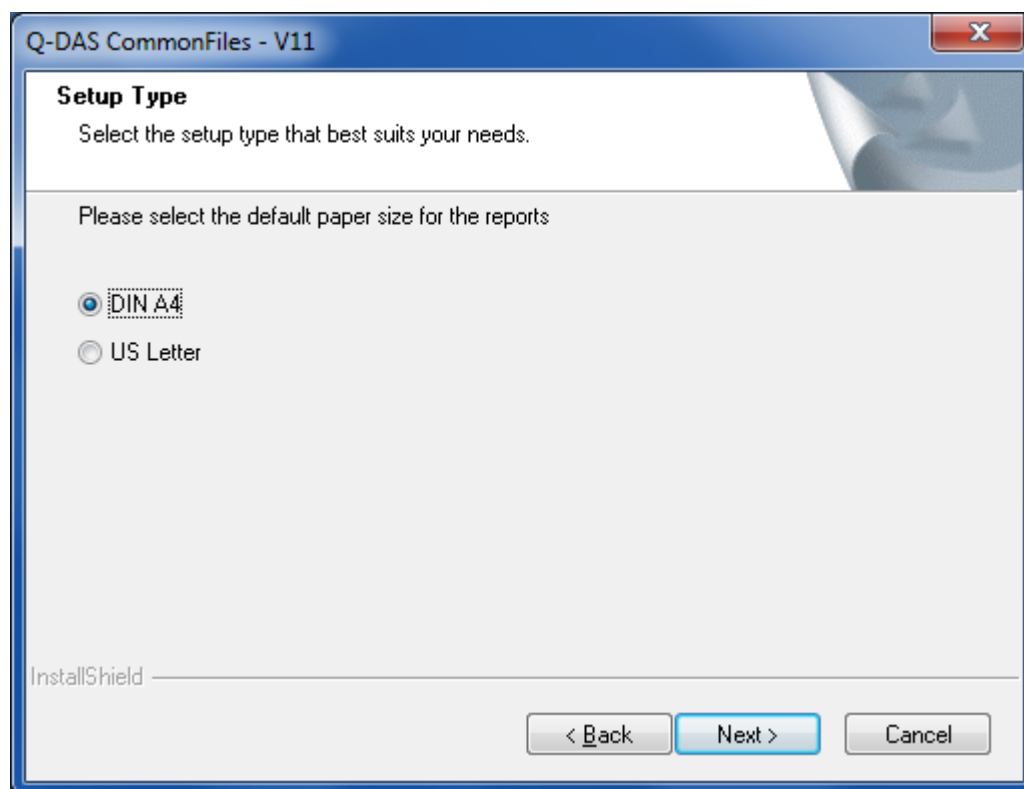 Q-DAS CommonFiles - V11
Setup Type
Select the setup type that best suits your needs.
Please select the default paper size for the reports
DIN A4
US Letter
InstallShield
< Back Next > Cancel